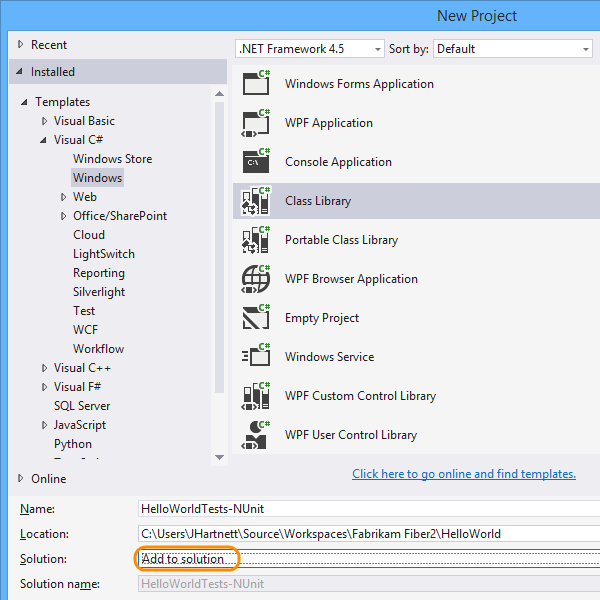 New Project
Recent
Installed
.NET Framework 4.5 Sort by: Default
Templates
Visual Basic
Visual C#
Windows Store
Windows
Web
Office/SharePoint
Cloud
LightSwitch
Reporting
Silverlight
Test
WCF
Workflow
Visual C++
Visual F#
SQL Server
JavaScript
Python
Online
C# Windows Forms Application
C# WPF Application
C# C:\ Console Application
C# Class Library
C# Portable Class Library
C# WPF Browser Application
C# Empty Project
C# Windows Service
C# WPF Custom Control Library
C# WPF User Control Library
Click here to go online and find templates.
Name: HelloWorldTests-NUnit
Location: C:\Users\JHartnett\Source\Workspaces\Fabrikam Fiber2\HelloWorld
Solution: Add to solution
Solution name: HelloWorldTests-NUnit